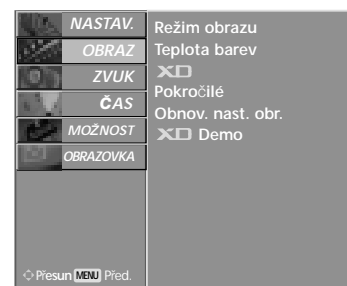 NASTAV.
OBRAZ
ZVUK
ČAS
MOŽNOST
OBRAZOVKA
Režim obrazu
Teplota barev
XD
Pokročilé
Obnov. nast. obr.
XD Demo
Přesun MENU Před.